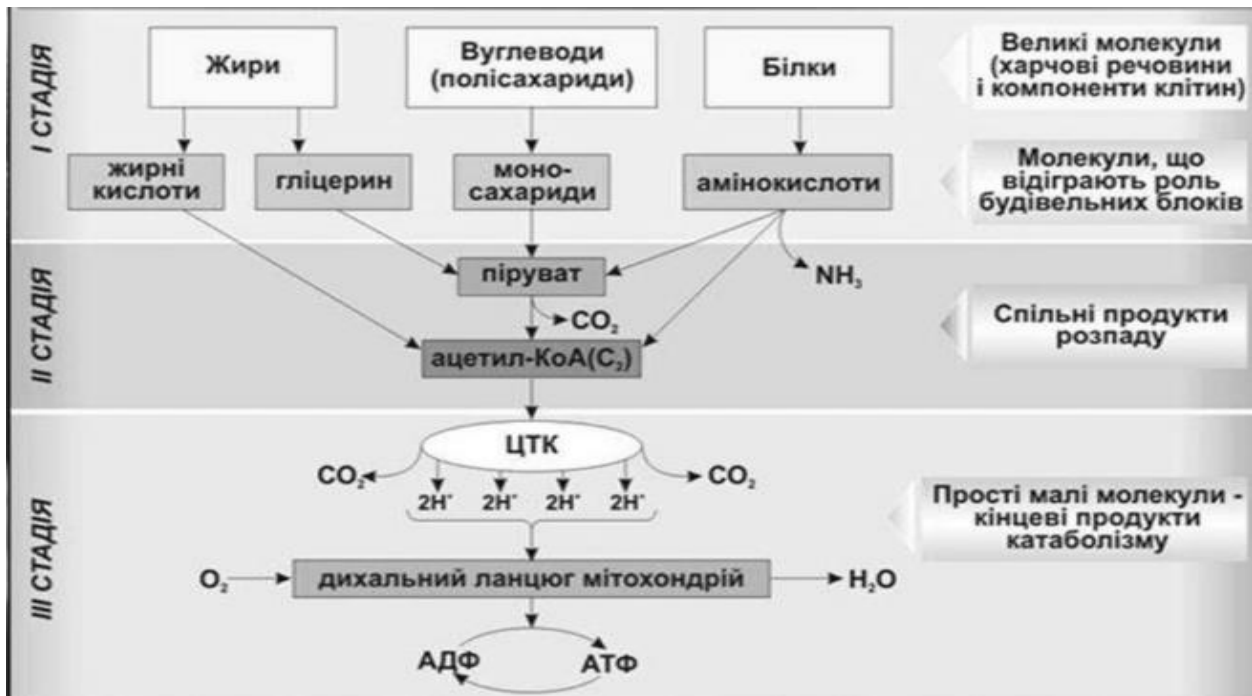 I СТАДІЯ
Жири
Вуглеводи
(полісахариди)
Білки
Великі молекули
(харчові речовини
і компоненти клітин)
жирні
кислоти
гліцерин
моно-
сахариди
амінокислоти
Молекули, що
відіграють роль
будівельних блоків
II СТАДІЯ
піруват
NH₃
CO₂
ацетил-КоА(С₂)
Спільні продукти
розпаду
III СТАДІЯ
ЦТК
CO₂
CO₂
2H⁺ 2H⁺ 2H⁺ 2H⁺
Прості малі молекули -
кінцеві продукти
катаболізму
O₂
дихальний ланцюг мітохондрій
H₂O
АДФ
АТФ